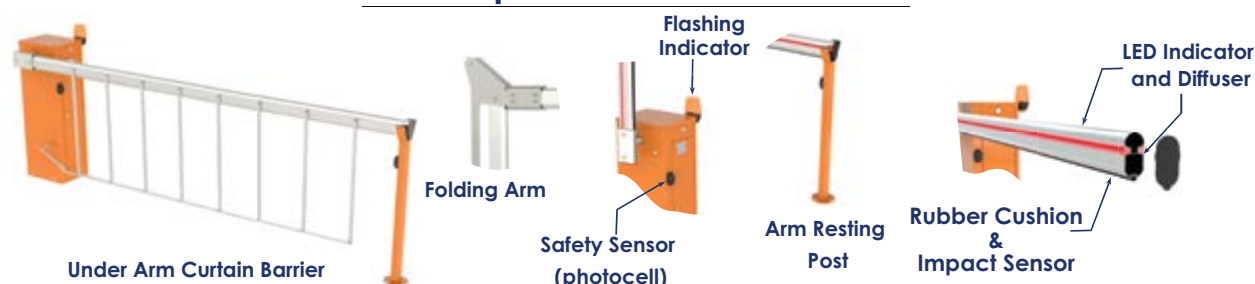 Under Arm Curtain Barrier
Folding Arm
Flashing
Indicator
Safety Sensor
(photocell)
Arm Resting
Post
LED Indicator
and Diffuser
Rubber Cushion
&
Impact Sensor